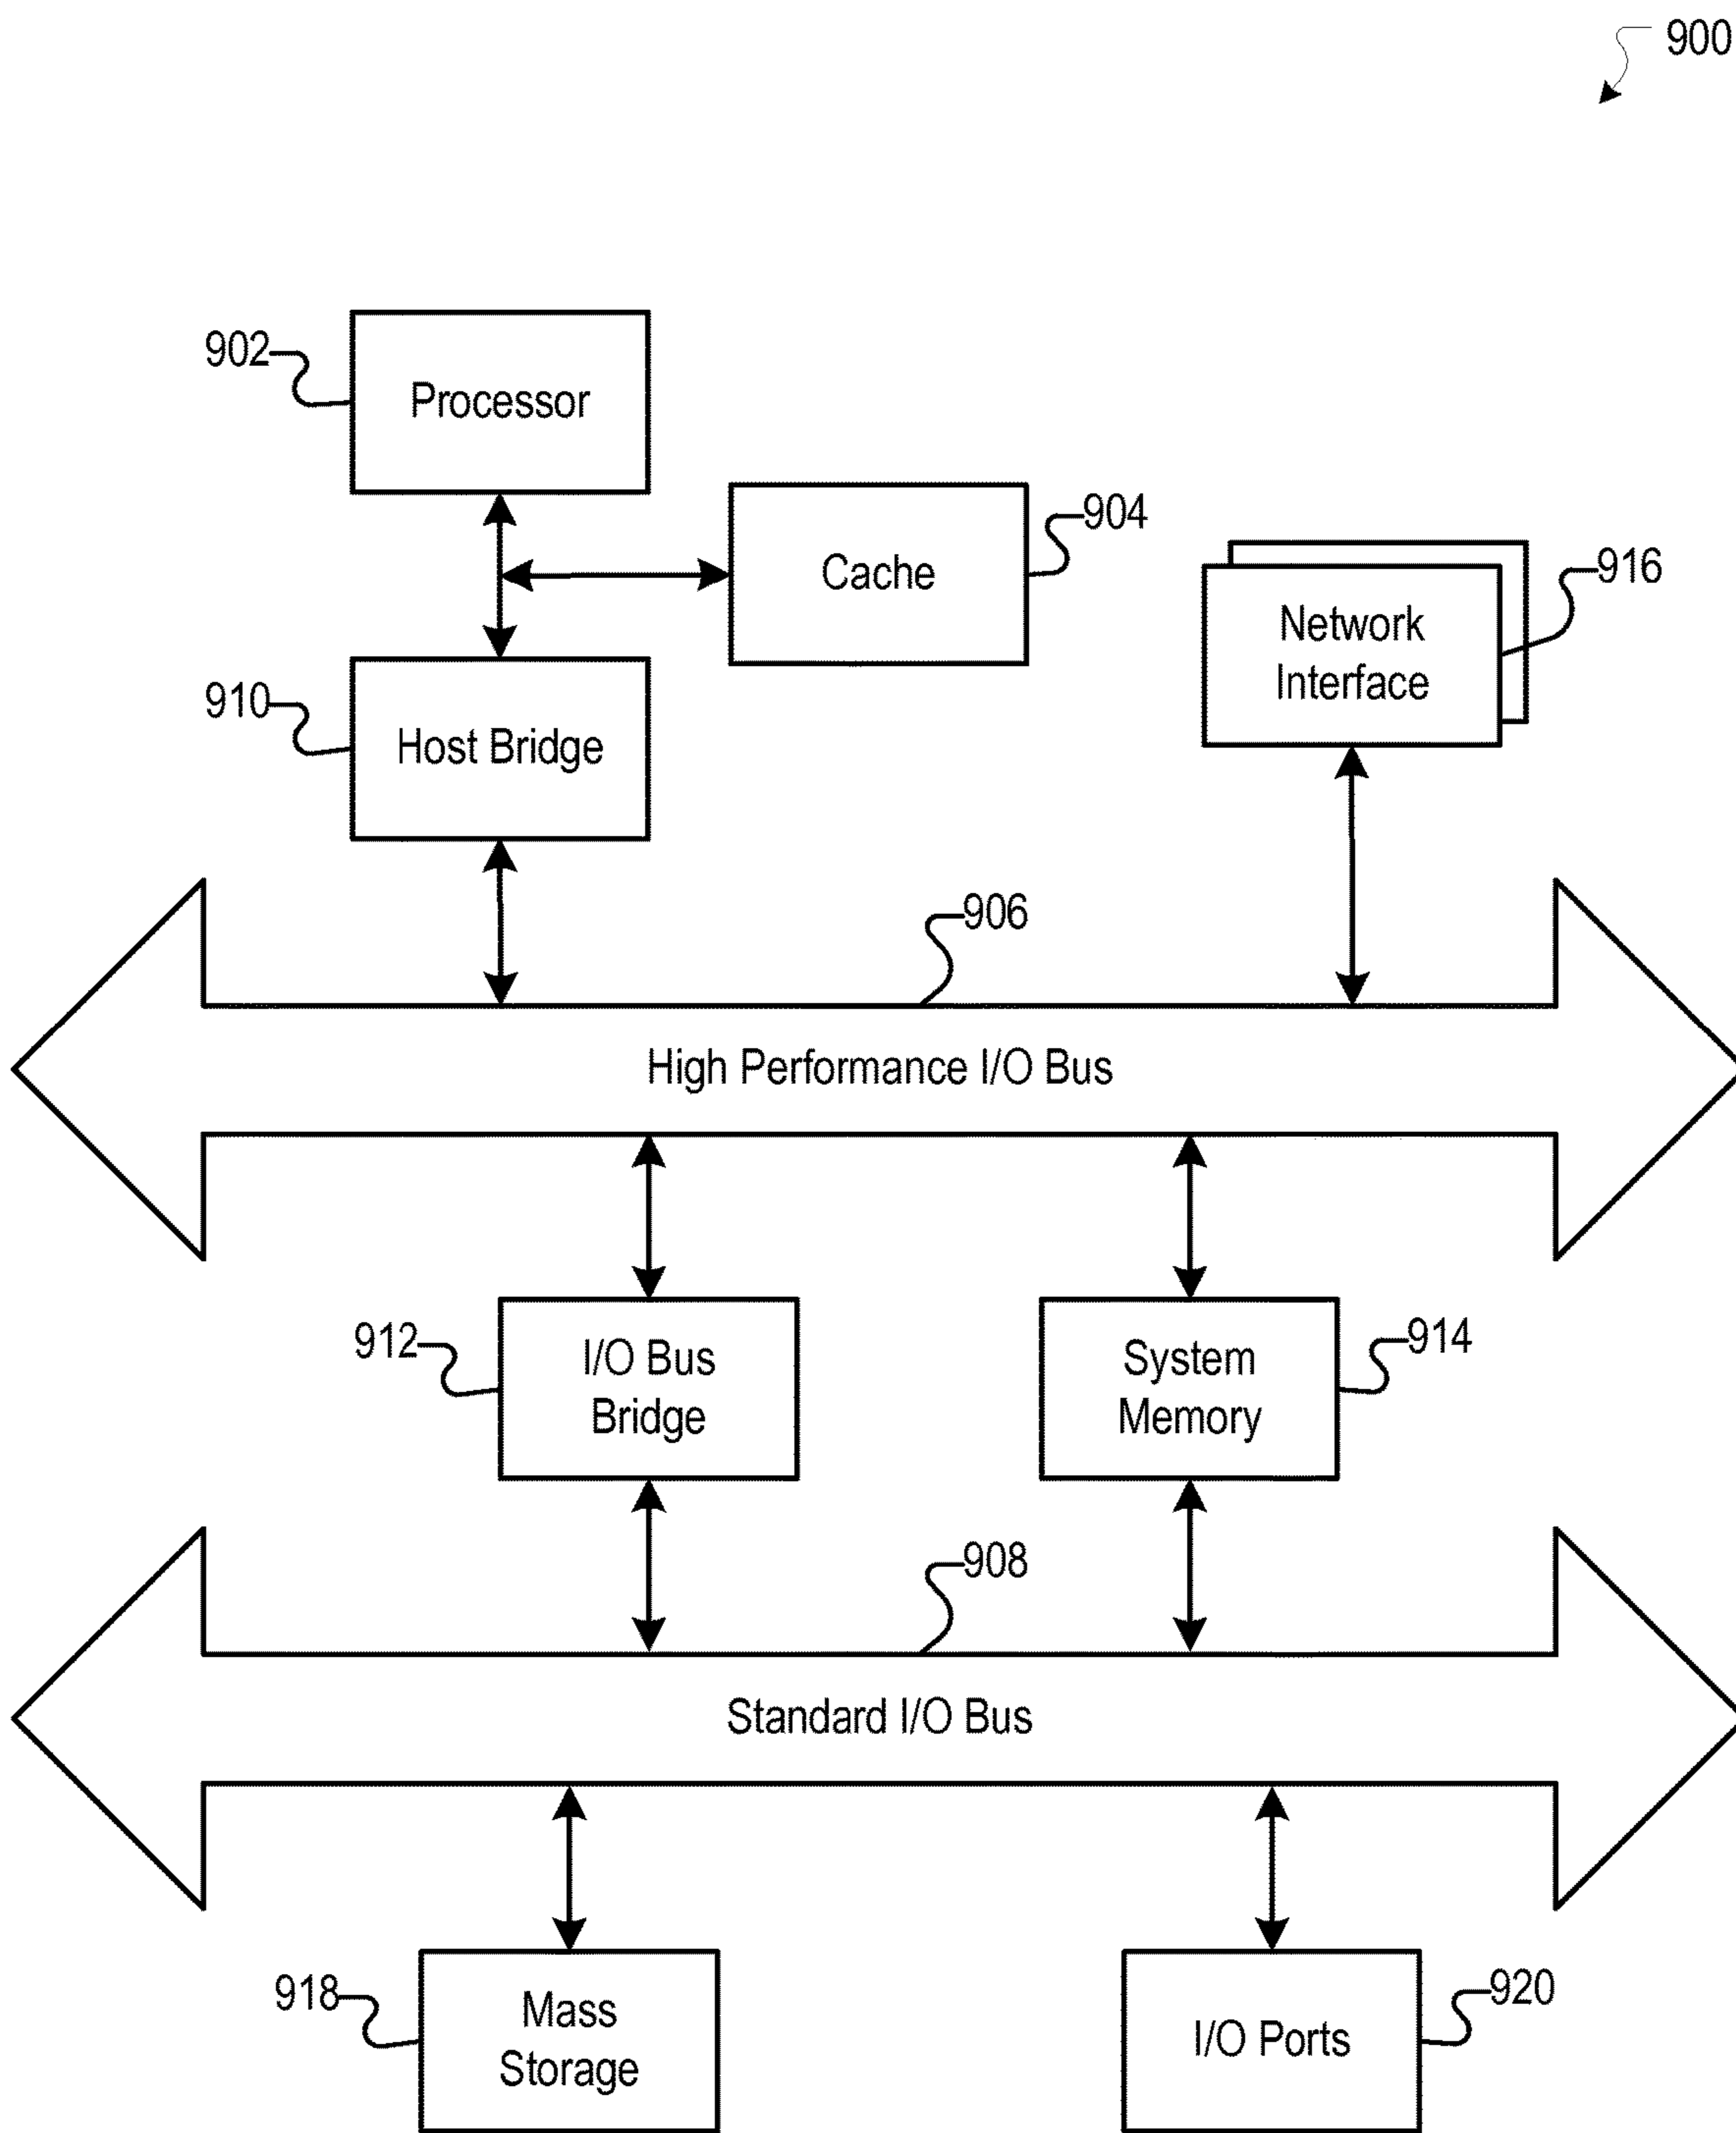 900
902
Processor
904
Cache
916
Network
Interface
910
Host Bridge
906
High Performance I/O Bus
912
I/O Bus
Bridge
914
System
Memory
908
Standard I/O Bus
918
Mass
Storage
920
I/O Ports